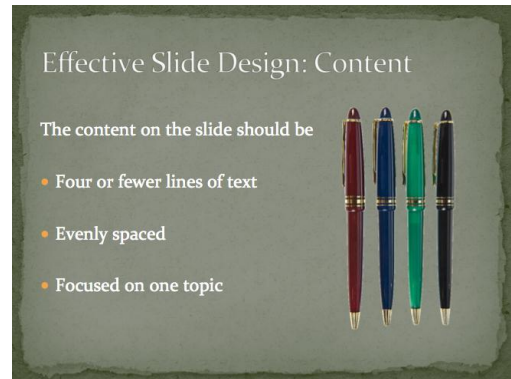 Effective Slide Design: Content
The content on the slide should be
• Four or fewer lines of text
• Evenly spaced
• Focused on one topic